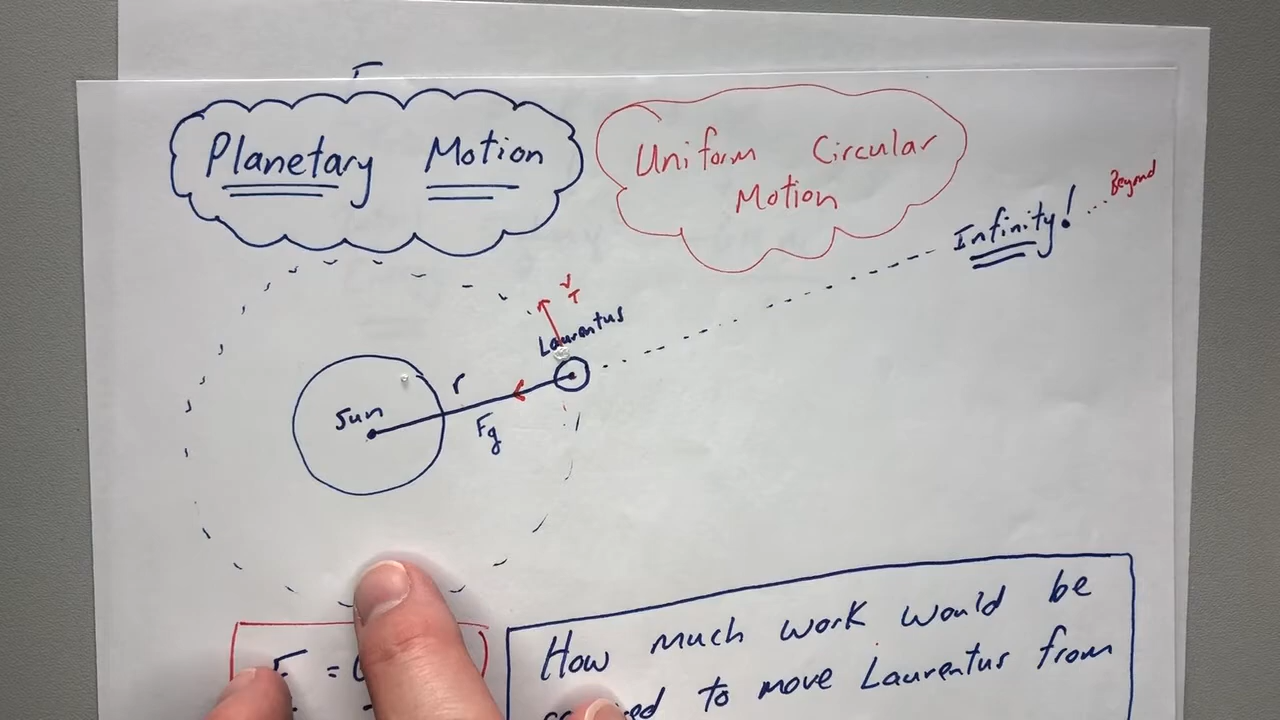 Planetary Motion
Uniform Circular
Motion
Beyond
Infinity!...
v
T
Laurentus
r
Sun
Fg
How much work would be
to move Laurentus from
F =